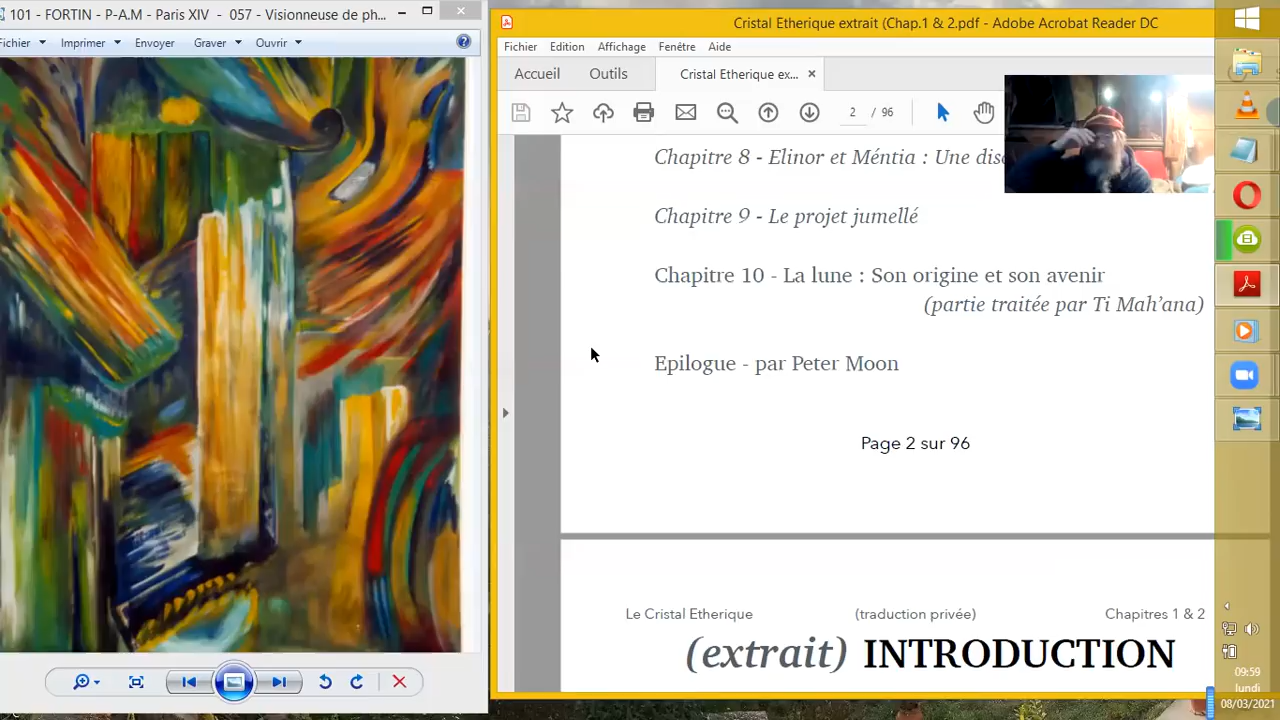 101 - FORTIN - P-A.M - Paris XIV - 057 - Visionneuse de ph...
Fichier Imprimer Envoyer Graver Ouvrir
Cristal Etherique extrait (Chap.1 & 2.pdf - Adobe Acrobat Reader DC
Fichier Edition Affichage Fenêtre Aide
Accueil Outils Cristal Etherique ex...
2 / 96
Chapitre 8 - Elinor et Méntia : Une
Chapitre 9 - Le projet jumellé
Chapitre 10 - La lune : Son origine et son avenir
(partie traitée par Ti Mah’ana)
Epilogue - par Peter Moon
Page 2 sur 96
Le Cristal Etherique (traduction privée) Chapitres 1 & 2
(extrait) INTRODUCTION
09:59
lundi
08/03/2021